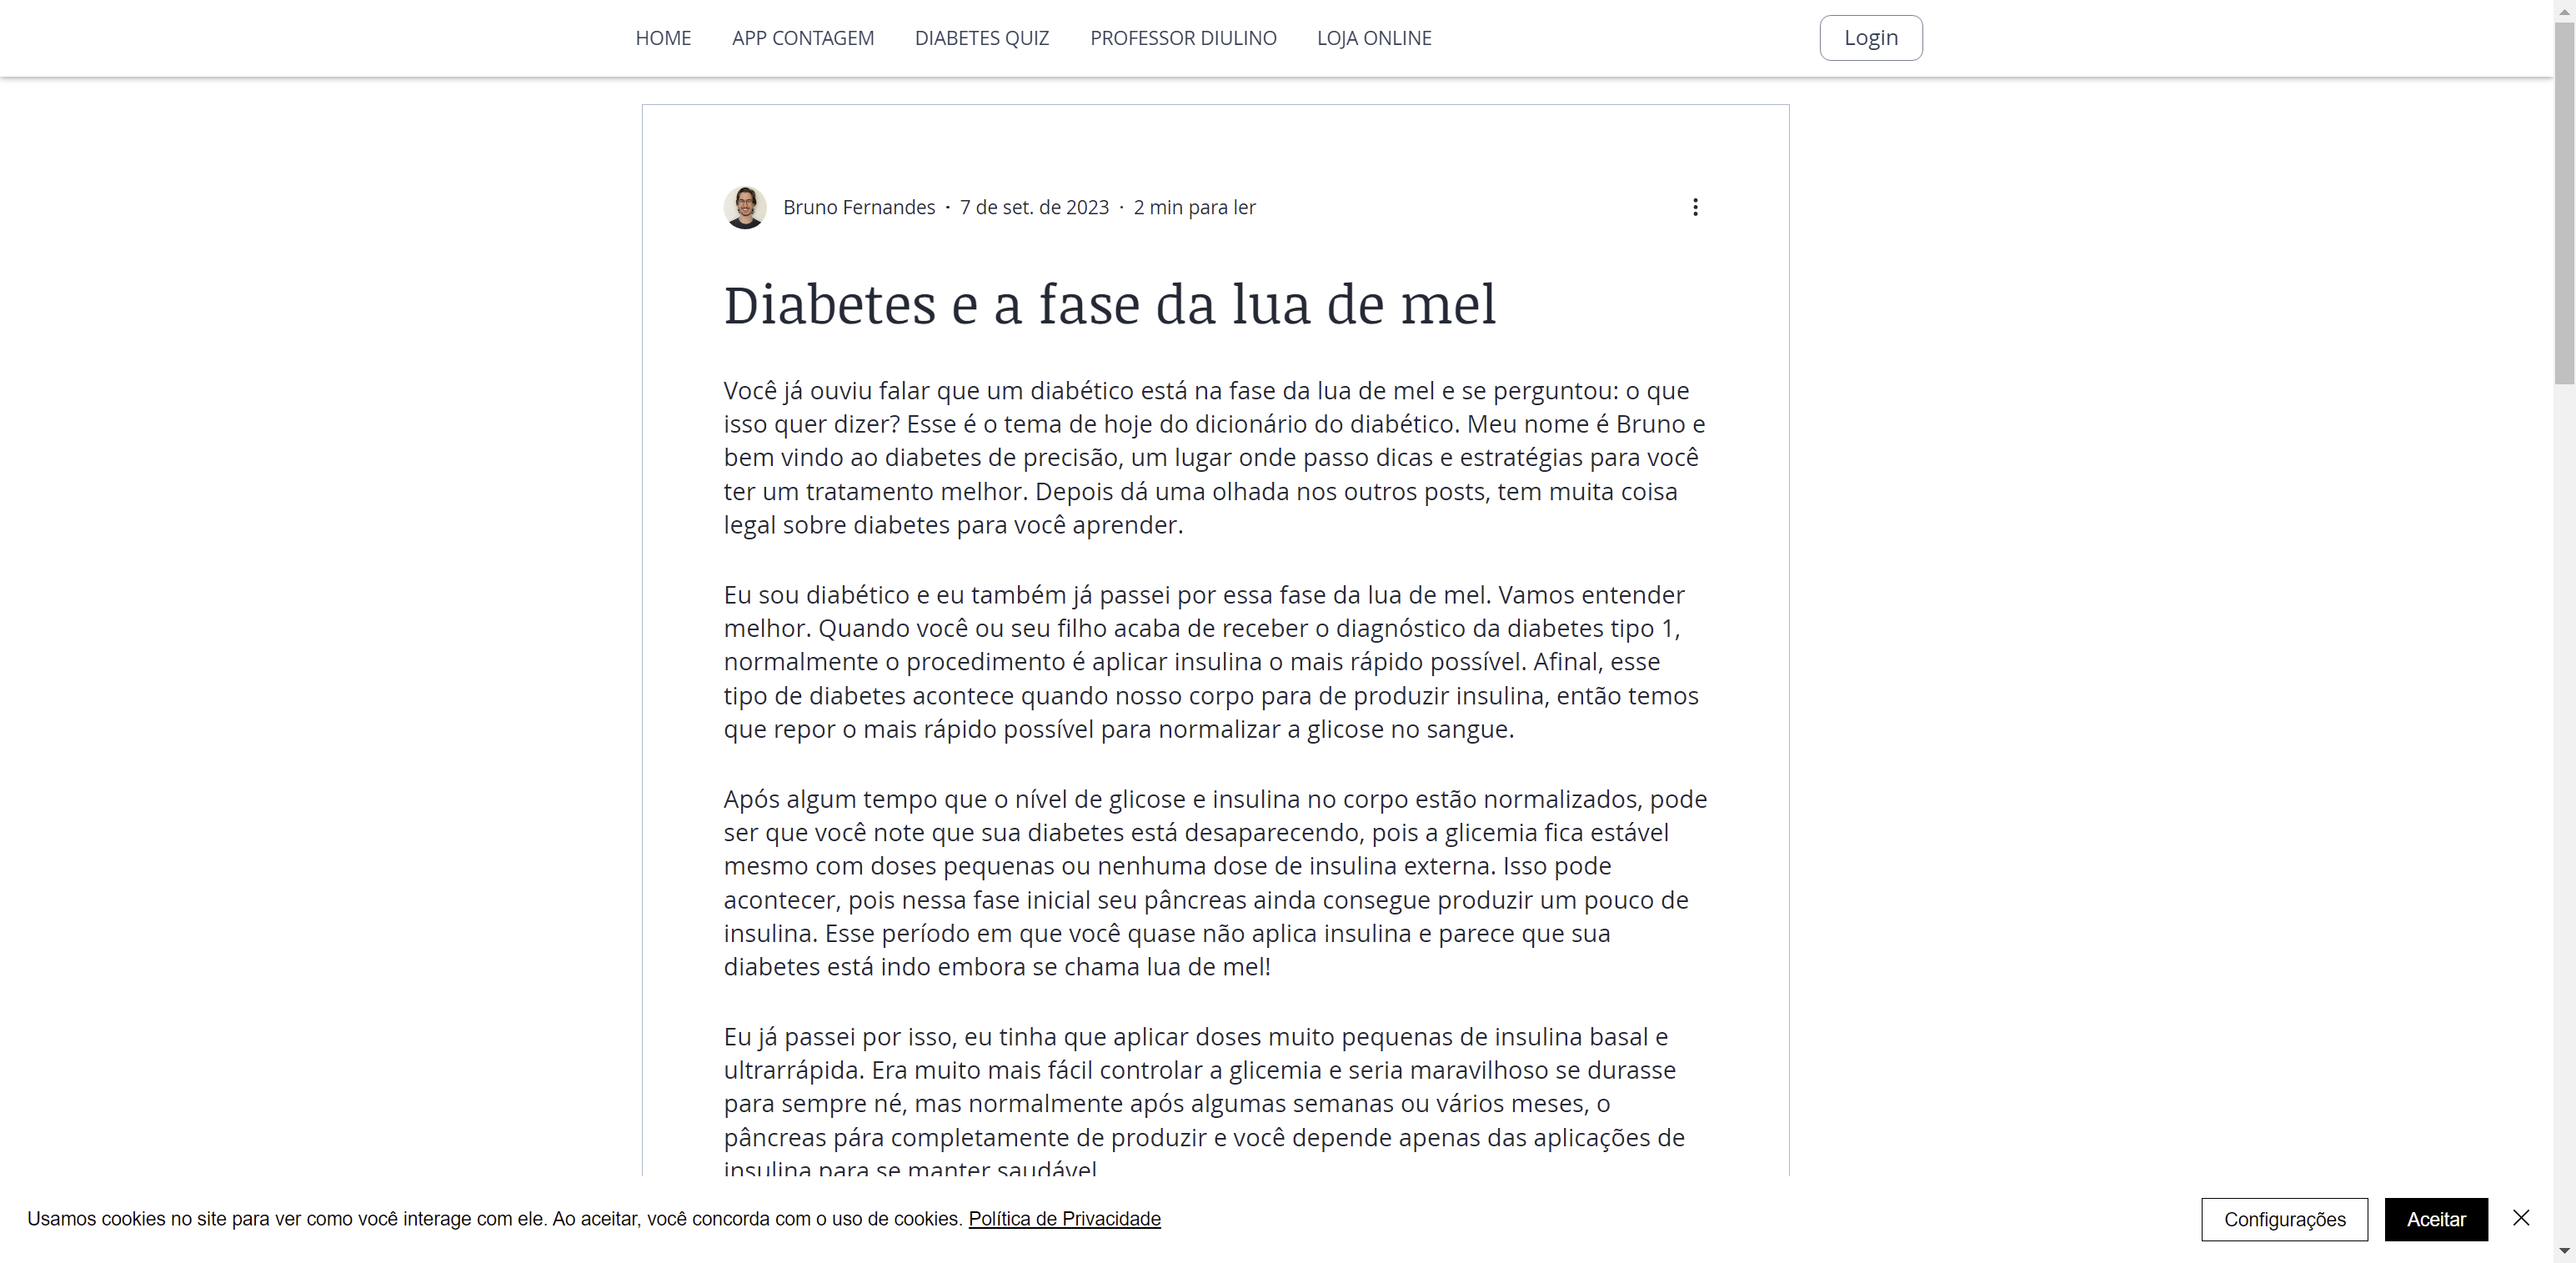 HOME APP CONTAGEM DIABETES QUIZ PROFESSOR DIULINO LOJA ONLINE Login
Bruno Fernandes · 7 de set. de 2023 · 2 min para ler
Diabetes e a fase da lua de mel
Você já ouviu falar que um diabético está na fase da lua de mel e se perguntou: o que
isso quer dizer? Esse é o tema de hoje do dicionário do diabético. Meu nome é Bruno e
bem vindo ao diabetes de precisão, um lugar onde passo dicas e estratégias para você
ter um tratamento melhor. Depois dá uma olhada nos outros posts, tem muita coisa
legal sobre diabetes para você aprender.
Eu sou diabético e eu também já passei por essa fase da lua de mel. Vamos entender
melhor. Quando você ou seu filho acaba de receber o diagnóstico da diabetes tipo 1,
normalmente o procedimento é aplicar insulina o mais rápido possível. Afinal, esse
tipo de diabetes acontece quando nosso corpo para de produzir insulina, então temos
que repor o mais rápido possível para normalizar a glicose no sangue.
Após algum tempo que o nível de glicose e insulina no corpo estão normalizados, pode
ser que você note que sua diabetes está desaparecendo, pois a glicemia fica estável
mesmo com doses pequenas ou nenhuma dose de insulina externa. Isso pode
acontecer, pois nessa fase inicial seu pâncreas ainda consegue produzir um pouco de
insulina. Esse período em que você quase não aplica insulina e parece que sua
diabetes está indo embora se chama lua de mel!
Eu já passei por isso, eu tinha que aplicar doses muito pequenas de insulina basal e
ultrarrápida. Era muito mais fácil controlar a glicemia e seria maravilhoso se durasse
para sempre né, mas normalmente após algumas semanas ou vários meses, o
pâncreas pára completamente de produzir e você depende apenas das aplicações de
insulina para se manter saudável
Usamos cookies no site para ver como você interage com ele. Ao aceitar, você concorda com o uso de cookies. Política de Privacidade Configurações Aceitar